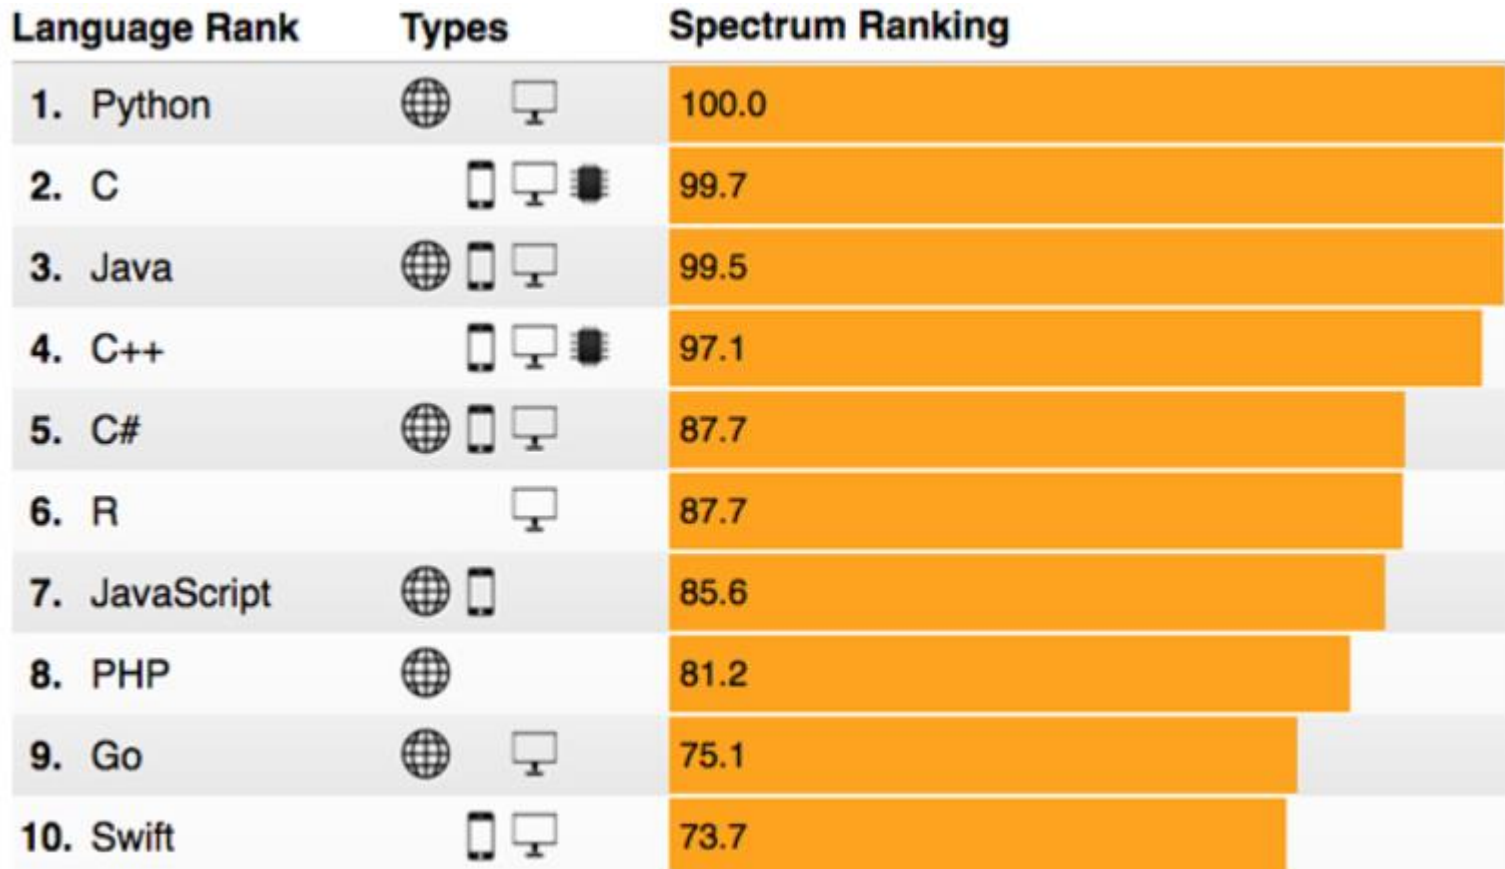 Language Rank Types Spectrum Ranking
1. Python 100.0
2. C 99.7
3. Java 99.5
4. C++ 97.1
5. C# 87.7
6. R 87.7
7. JavaScript 85.6
8. PHP 81.2
9. Go 75.1
10. Swift 73.7